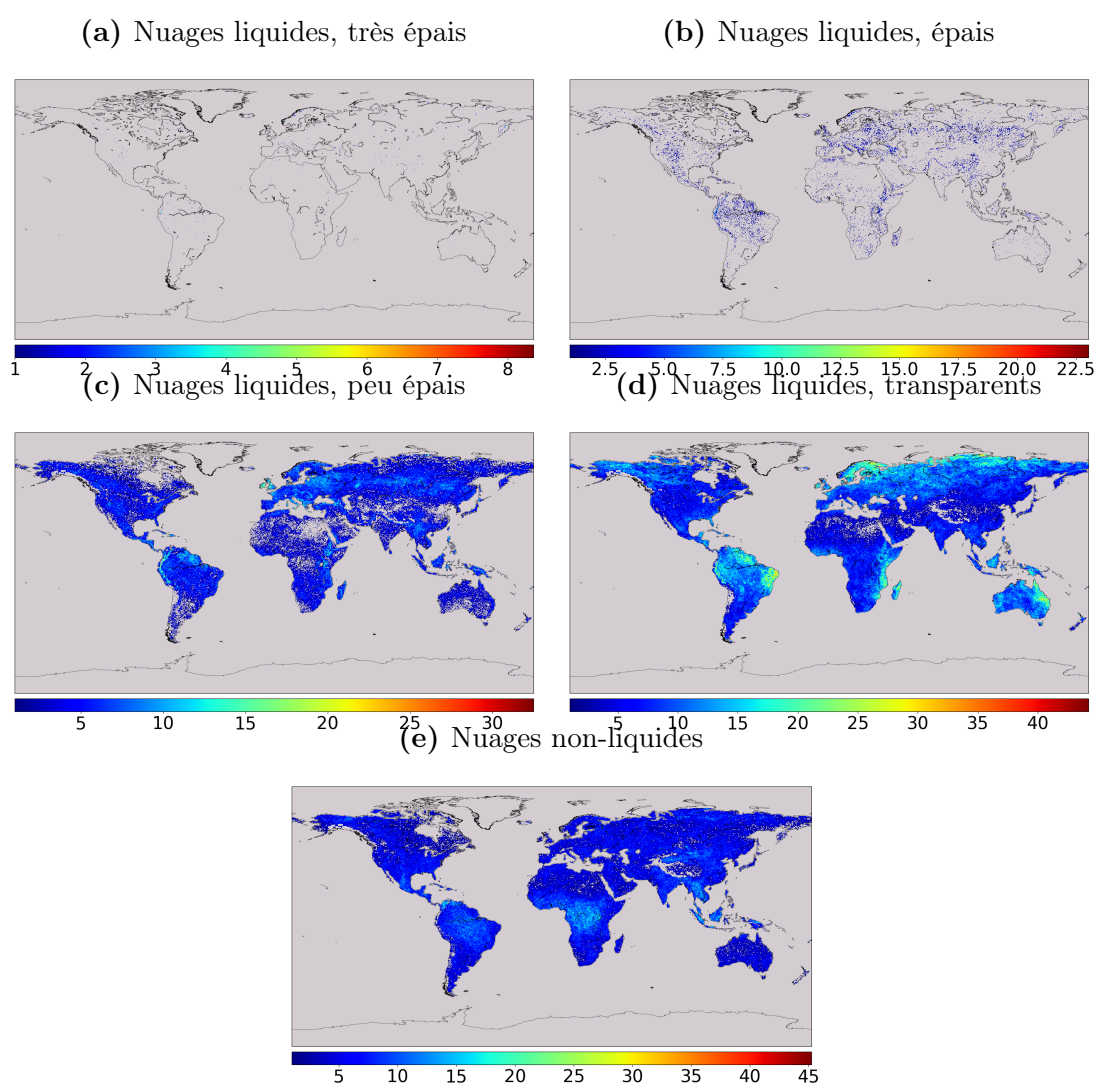 (a) Nuages liquides, très épais
(b) Nuages liquides, épais
1 2 3 4 5 6 7 8
2.5 5.0 7.5 10.0 12.5 15.0 17.5 20.0 22.5
(c) Nuages liquides, peu épais
(d) Nuages liquides, transparents
5 10 15 20 25 30
5 10 15 20 25 30 35 40
(e) Nuages non-liquides
5 10 15 20 25 30 35 40 45